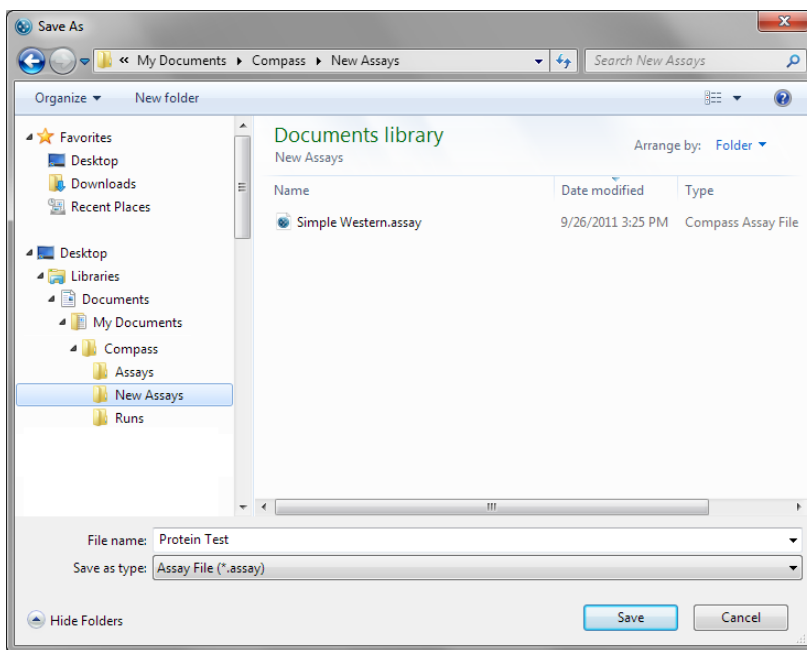 Save As
« My Documents Compass New Assays
Search New Assays
Organize New folder
Favorites
Desktop
Downloads
Recent Places
Desktop
Libraries
Documents
My Documents
Compass
Assays
New Assays
Runs
Documents library
New Assays
Arrange by: Folder
Name Date modified Type
Simple Western.assay 9/26/2011 3:25 PM Compass Assay File
File name: Protein Test
Save as type: Assay File (*.assay)
Hide Folders Save Cancel